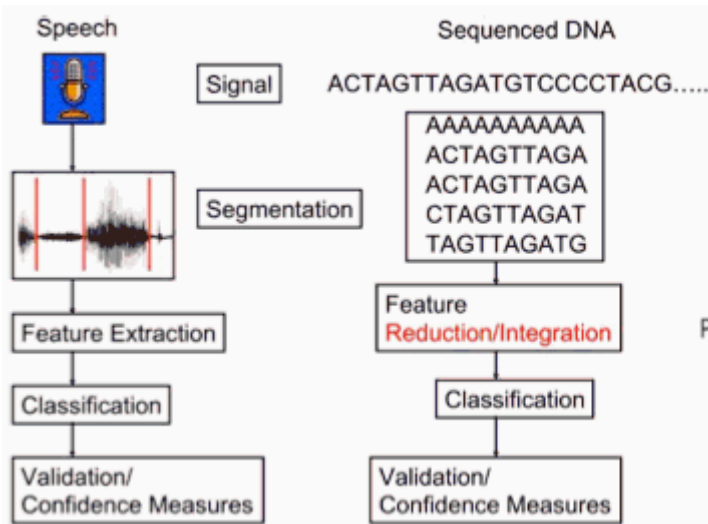 Speech
Sequenced DNA
Signal
ACTAGTTAGATGTCCCCTACG.....
AAAAAAAAAA
ACTAGTTAGA
ACTAGTTAGA
CTAGTTAGAT
TAGTTAGATG
Segmentation
Feature Extraction
Feature
Reduction/Integration
Classification
Classification
Validation/
Confidence Measures
Validation/
Confidence Measures